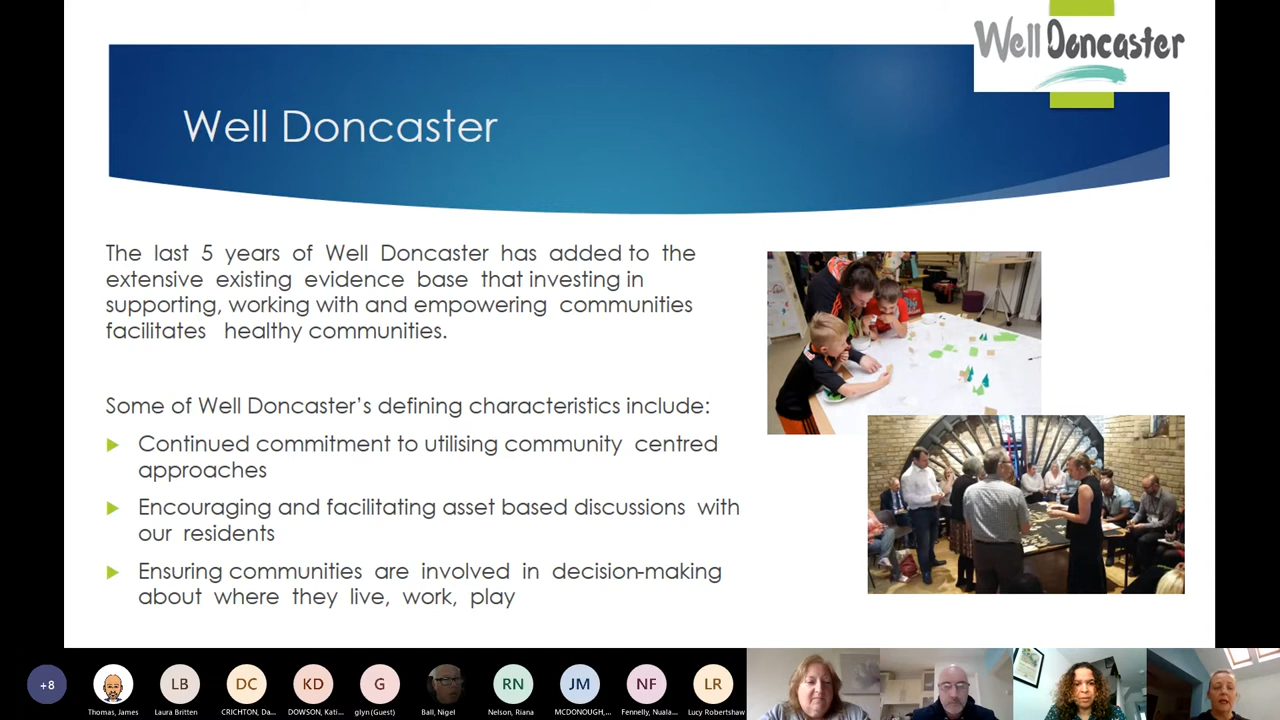 Well Doncaster
Well Doncaster
The last 5 years of Well Doncaster has added to the
extensive existing evidence base that investing in
supporting, working with and empowering communities
facilitates healthy communities.
Some of Well Doncaster's defining characteristics include:
Continued commitment to utilising community centred
approaches
Encouraging and facilitating asset based discussions with
our residents
Ensuring communities are involved in decision-making
about where they live, work, play
+8
LB
DC
KD
G
RN
JM
NF
LR
Thomas, James
Laura Britten
CRICHTON, Da...
DOWSON, Kati...
glyn (Guest)
Ball, Nigel
Nelson, Riana
MCDONOUGH,...
Fennelly, Nuala...
Lucy Robertshaw